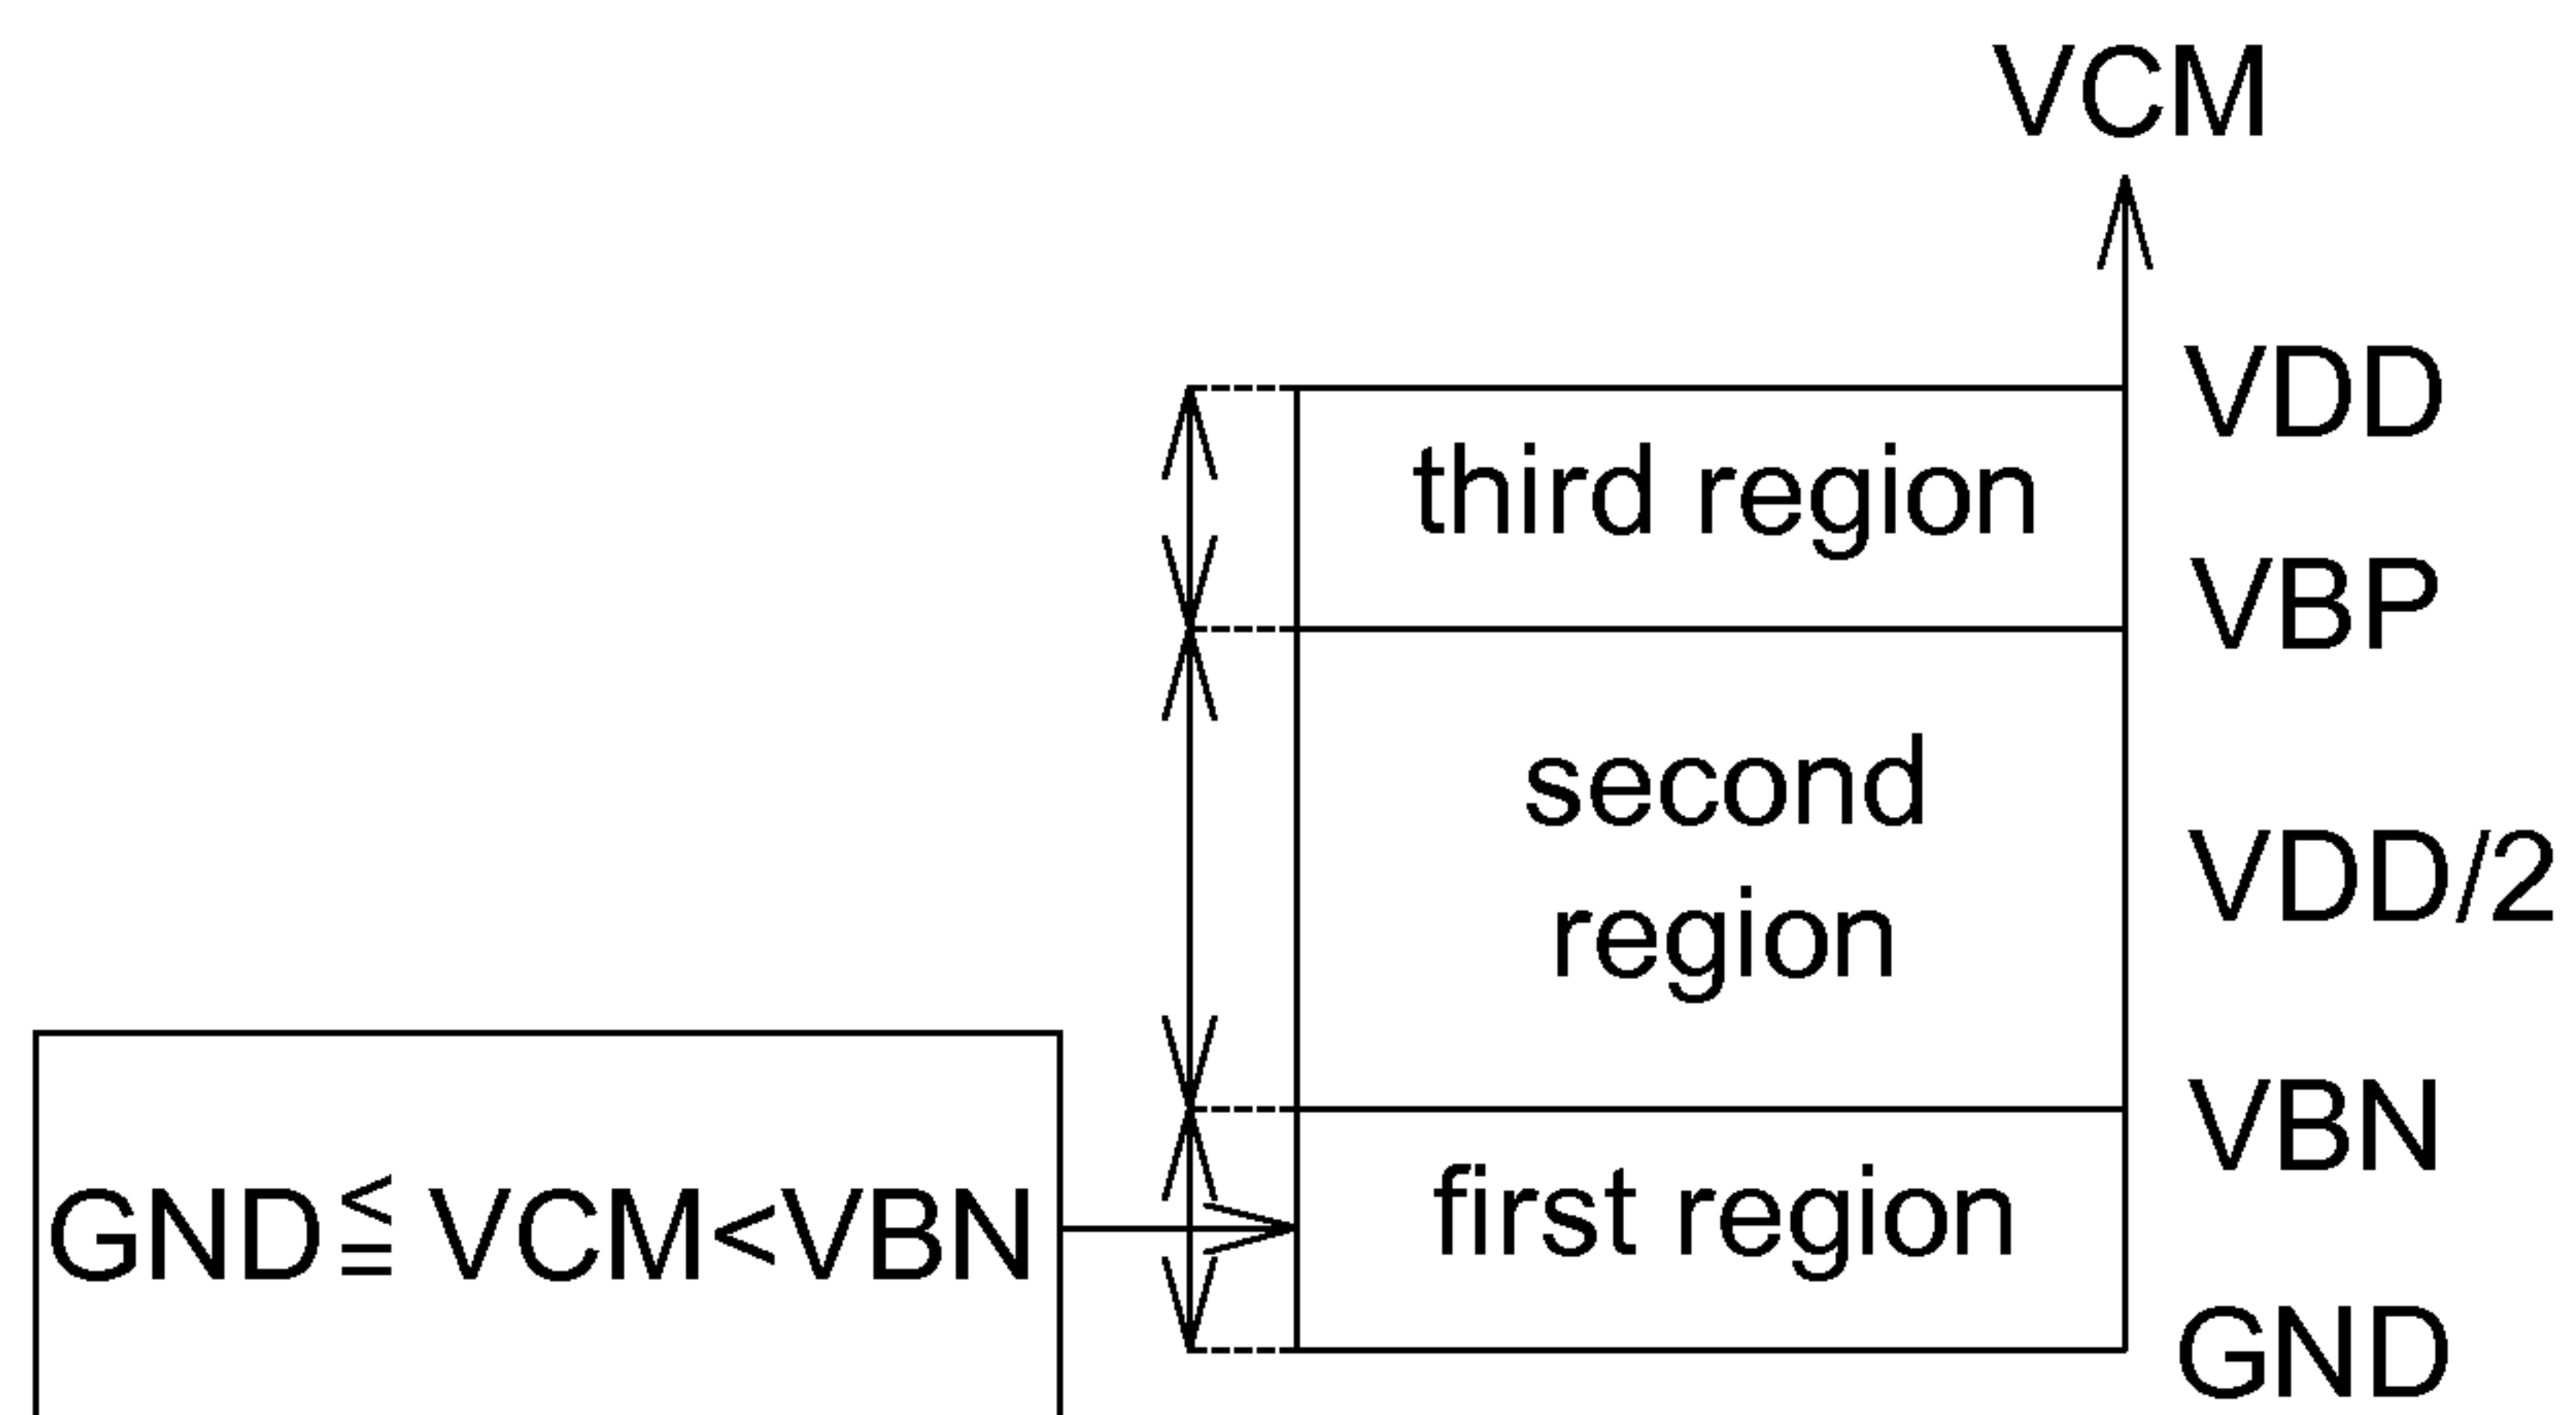 VCM
VDD
third region
VBP
second
region
VDD/2
VBN
first region
GND≦ VCM<VBN
GND